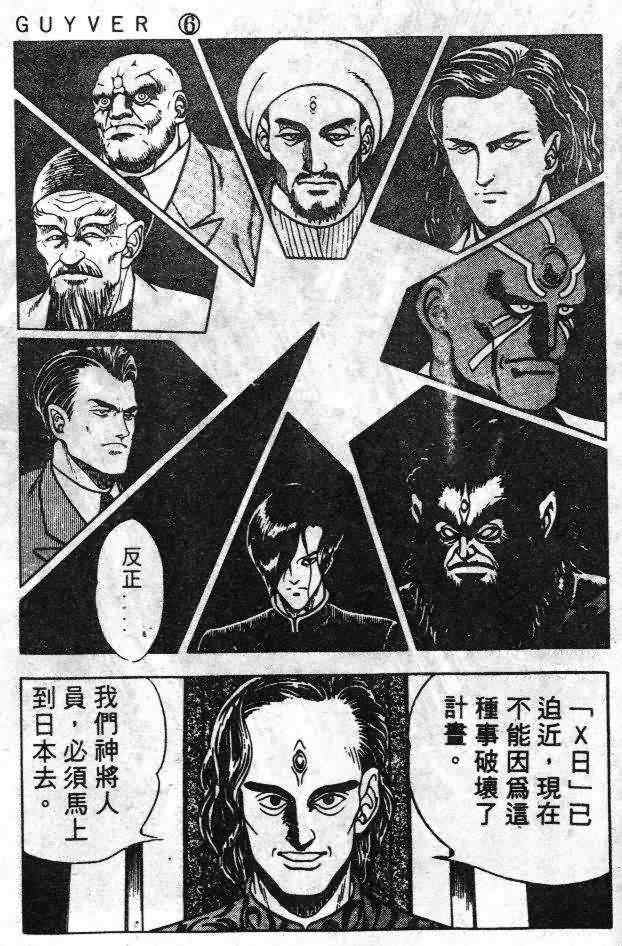 GUYVER ⑥
反正
．．．．
「X日」已
迫近，現在
不能因爲這
種事破壞了
計畫。
我們神將人
員，必須馬上
到日本去。